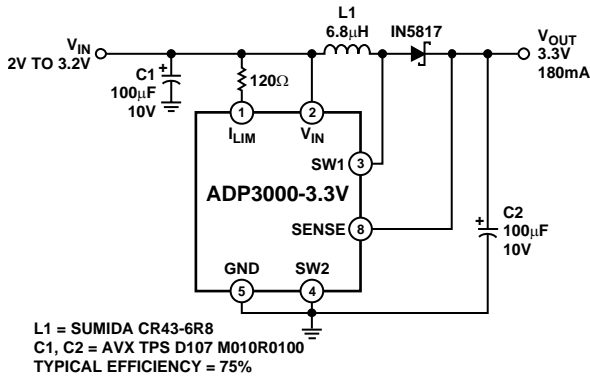 L1
6.8μH
IN5817
VIN
2V TO 3.2V
VOUT
3.3V
180mA
C1
100μF
10V
+
120Ω
1
2
ILIM
VIN
SW1
3
ADP3000-3.3V
SENSE
8
+
C2
100μF
10V
GND
SW2
5
4
L1 = SUMIDA CR43-6R8
C1, C2 = AVX TPS D107 M010R0100
TYPICAL EFFICIENCY = 75%